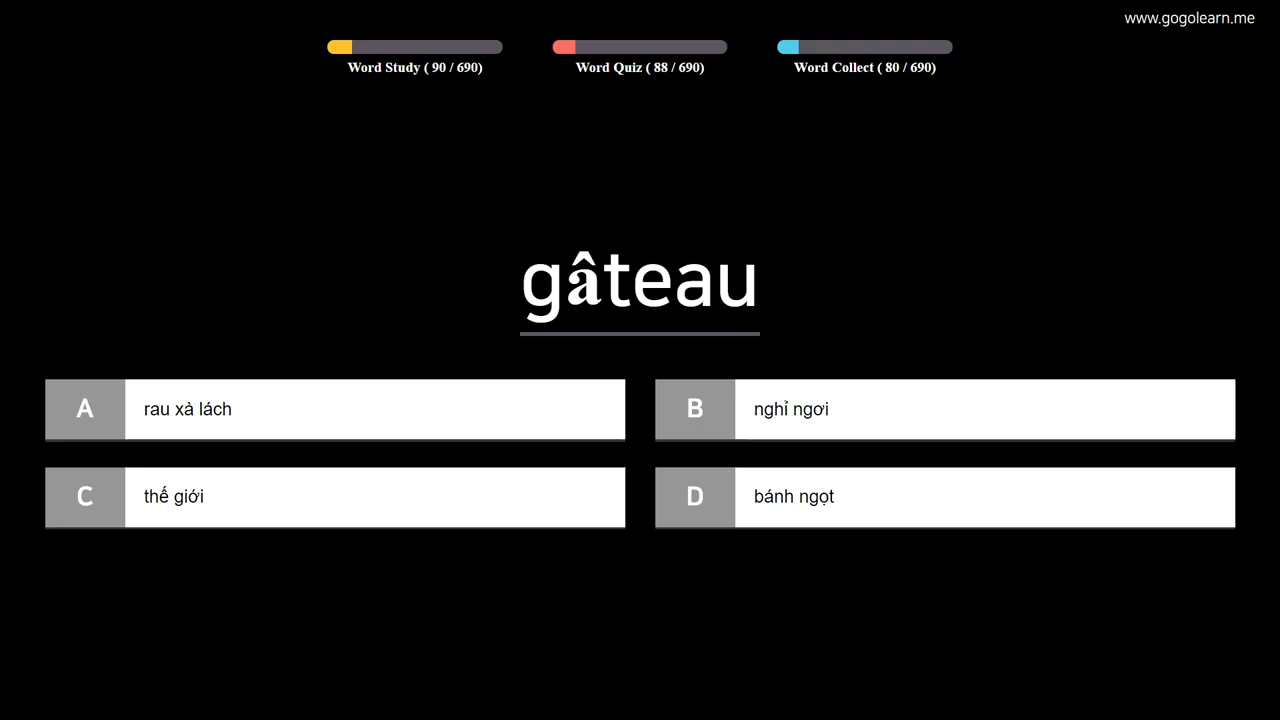 www.gogolearn.me
Word Study ( 90 / 690)
Word Quiz ( 88 / 690)
Word Collect ( 80 / 690)
gâteau
A rau xà lách
B nghỉ ngơi
C thế giới
D bánh ngọt